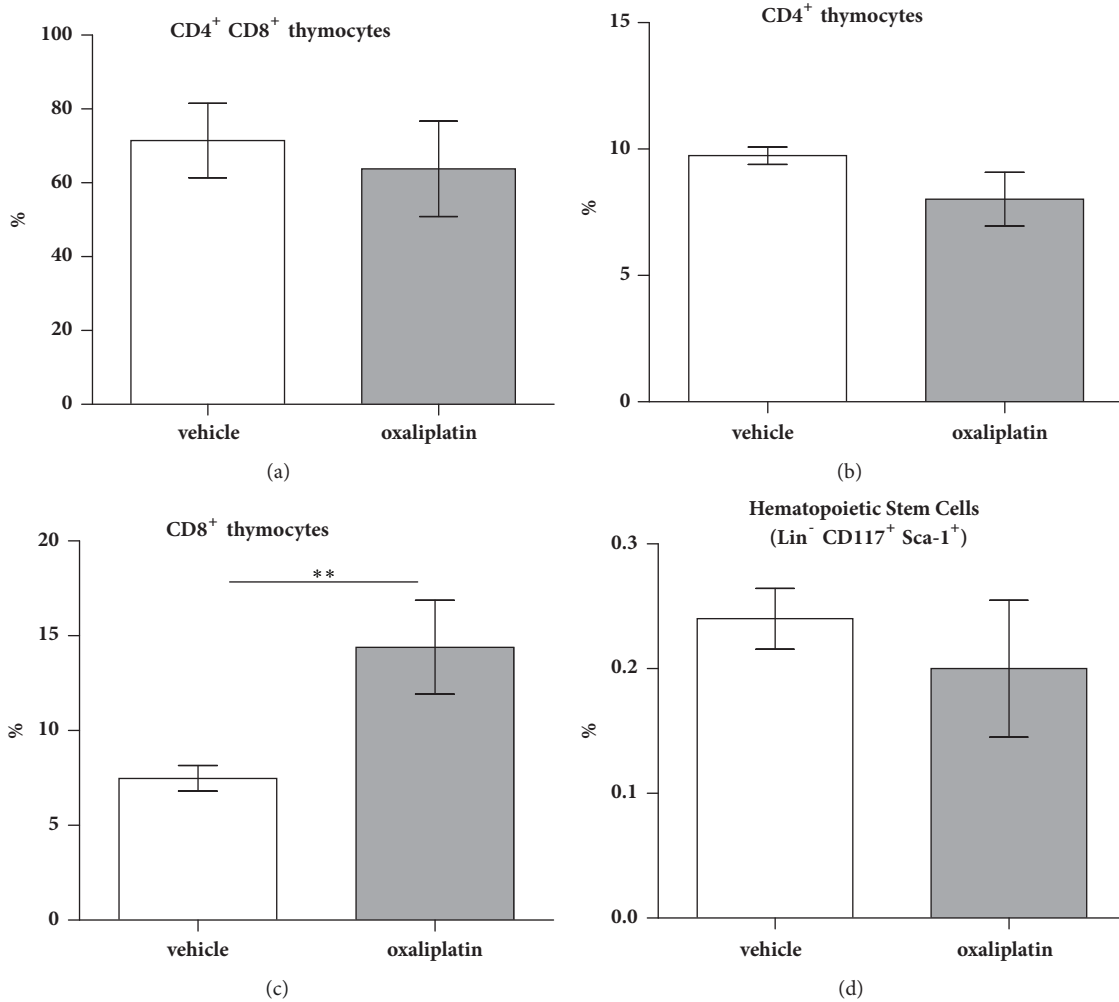 CD4⁺ CD8⁺ thymocytes
100
80
60
40
20
0
%
vehicle
oxaliplatin
(a)
CD4⁺ thymocytes
15
10
5
0
%
vehicle
oxaliplatin
(b)
CD8⁺ thymocytes
**
20
15
10
5
0
%
vehicle
oxaliplatin
(c)
Hematopoietic Stem Cells
(Lin⁻ CD117⁺ Sca-1⁺)
0.3
0.2
0.1
0.0
%
vehicle
oxaliplatin
(d)